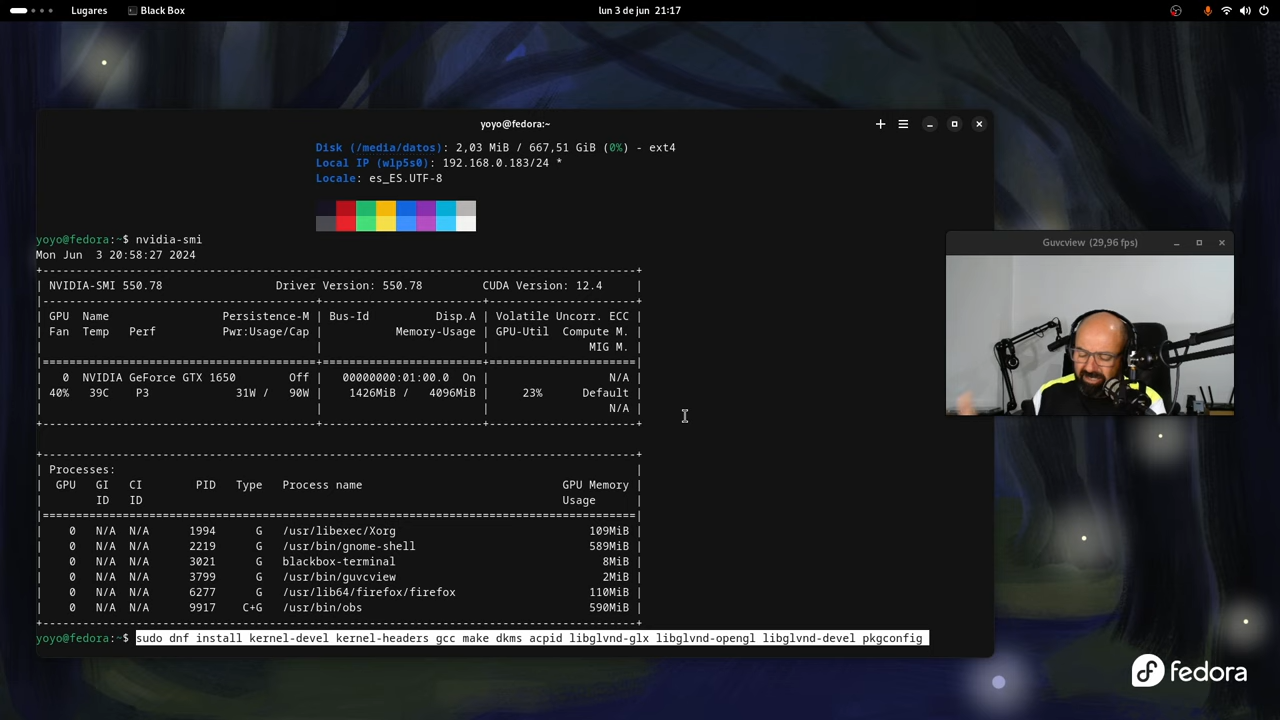 Lugares Black Box lun 3 de jun 21:17
yoyo@fedora:~
Disk (/media/datos): 2,03 MiB / 667,51 GiB (0%) - ext4
Local IP (wlp5s0): 192.168.0.183/24 *
Locale: es_ES.UTF-8
yoyo@fedora:~$ nvidia-smi
Mon Jun  3 20:58:27 2024
Guvcview (29,96 fps)
NVIDIA-SMI 550.78 Driver Version: 550.78 CUDA Version: 12.4
GPU Name Persistence-M | Bus-Id Disp.A | Volatile Uncorr. ECC
Fan Temp Perf Pwr:Usage/Cap | Memory-Usage | GPU-Util Compute M.
MIG M.
0 NVIDIA GeForce GTX 1650 Off | 00000000:01:00.0 On | N/A
40% 39C P3 31W / 90W | 1426MiB / 4096MiB | 23% Default
N/A
Processes:
GPU GI CI PID Type Process name GPU Memory
ID ID Usage
0 N/A N/A 1994 G /usr/libexec/Xorg 109MiB
0 N/A N/A 2219 G /usr/bin/gnome-shell 589MiB
0 N/A N/A 3021 G blackbox-terminal 8MiB
0 N/A N/A 3799 G /usr/bin/guvcview 2MiB
0 N/A N/A 6277 G /usr/lib64/firefox/firefox 110MiB
0 N/A N/A 9917 C+G /usr/bin/obs 590MiB
yoyo@fedora:~$ sudo dnf install kernel-devel kernel-headers gcc make dkms acpid libglvnd-glx libglvnd-opengl libglvnd-devel pkgconfig
fedora